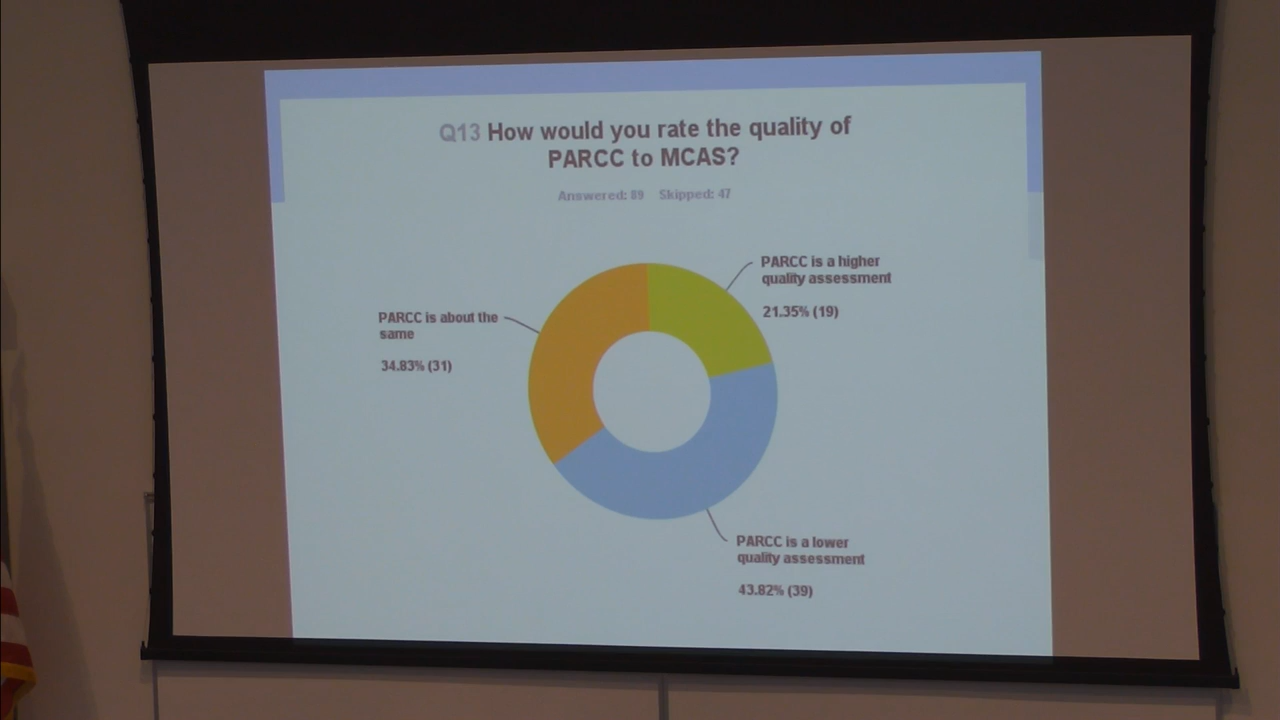 Q13 How would you rate the quality of
PARCC to MCAS?
Answered: 89 Skipped: 47
PARCC is a higher
quality assessment
21.35% (19)
PARCC is about the
same
34.83% (31)
PARCC is a lower
quality assessment
43.82% (39)